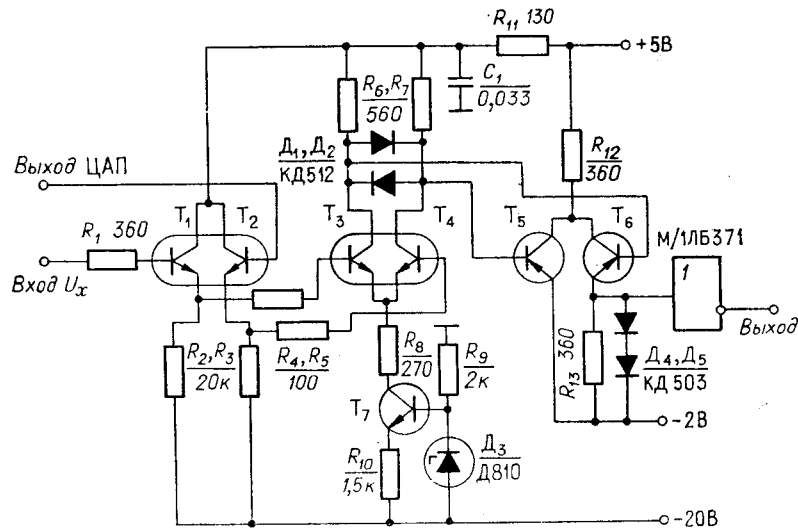 R₁₁ 130
+5В
R₆, R₇
560
C₁
0,033
Д₁, Д₂
КД512
R₁₂
360
Выход ЦАП
R₁ 360
T₁
T₂
T₃
T₄
T₅
T₆
М/1ЛБ371
1
Вход Uₓ
Выход
R₂, R₃
20к
R₄, R₅
100
R₈
270
R₉
2к
R₁₃ 360
Д₄, Д₅
КД503
T₇
-2В
R₁₀
1,5к
Д₃
Д810
-20В